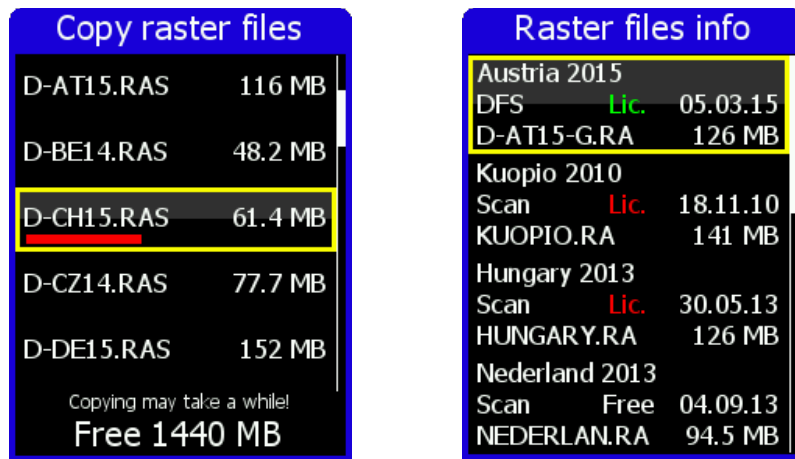 Copy raster files
D-AT15.RAS 116 MB
D-BE14.RAS 48.2 MB
D-CH15.RAS 61.4 MB
D-CZ14.RAS 77.7 MB
D-DE15.RAS 152 MB
Copying may take a while!
Free 1440 MB
Raster files info
Austria 2015
DFS Lic. 05.03.15
D-AT15-G.RA 126 MB
Kuopio 2010
Scan Lic. 18.11.10
KUOPIO.RA 141 MB
Hungary 2013
Scan Lic. 30.05.13
HUNGARY.RA 126 MB
Nederland 2013
Scan Free 04.09.13
NEDERLAN.RA 94.5 MB